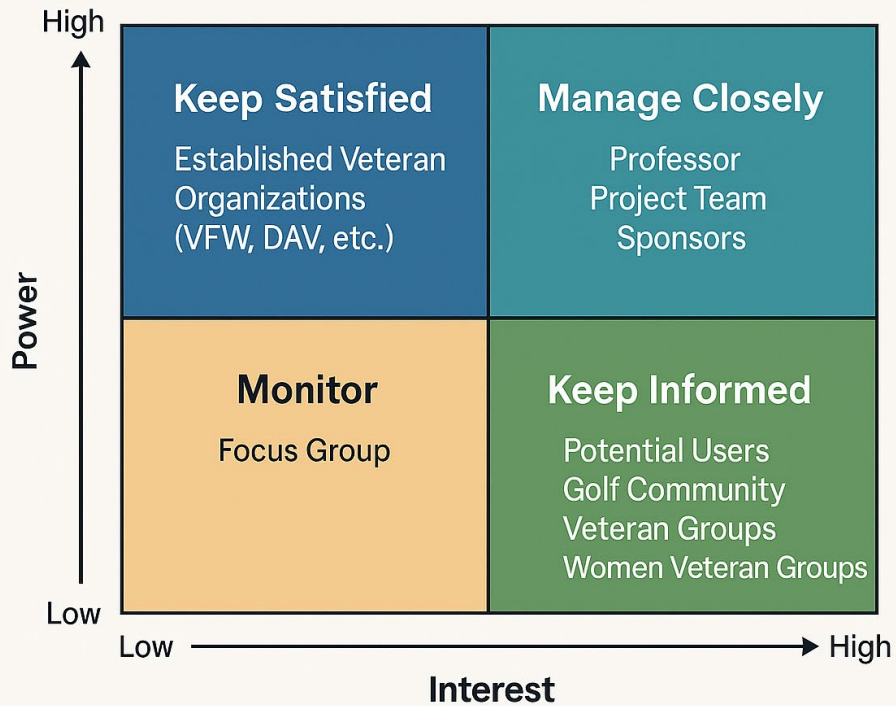 High
Keep Satisfied
Established Veteran
Organizations
(VFW, DAV, etc.)
Manage Closely
Professor
Project Team
Sponsors
Power
Monitor
Focus Group
Keep Informed
Potential Users
Golf Community
Veteran Groups
Women Veteran Groups
Low
Low
High
Interest